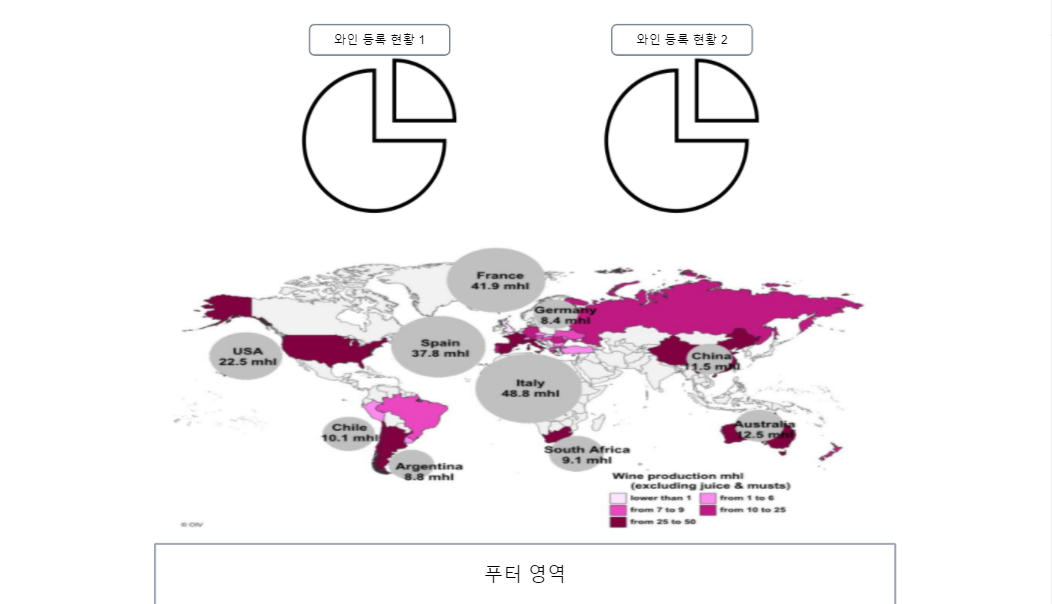 와인 등록 현황 1
와인 등록 현황 2
France
41.9 mhl
Germany
8.4 mhl
Spain
37.8 mhl
USA
22.5 mhl
China
11.5 mhl
Italy
48.8 mhl
Chile
10.1 mhl
Australia
12.5 mhl
South Africa
9.1 mhl
Argentina
8.8 mhl
Wine production mhl
(excluding juice & musts)
lower than 1
from 1 to 6
from 7 to 9
from 10 to 25
from 25 to 50
© OIV
푸터 영역